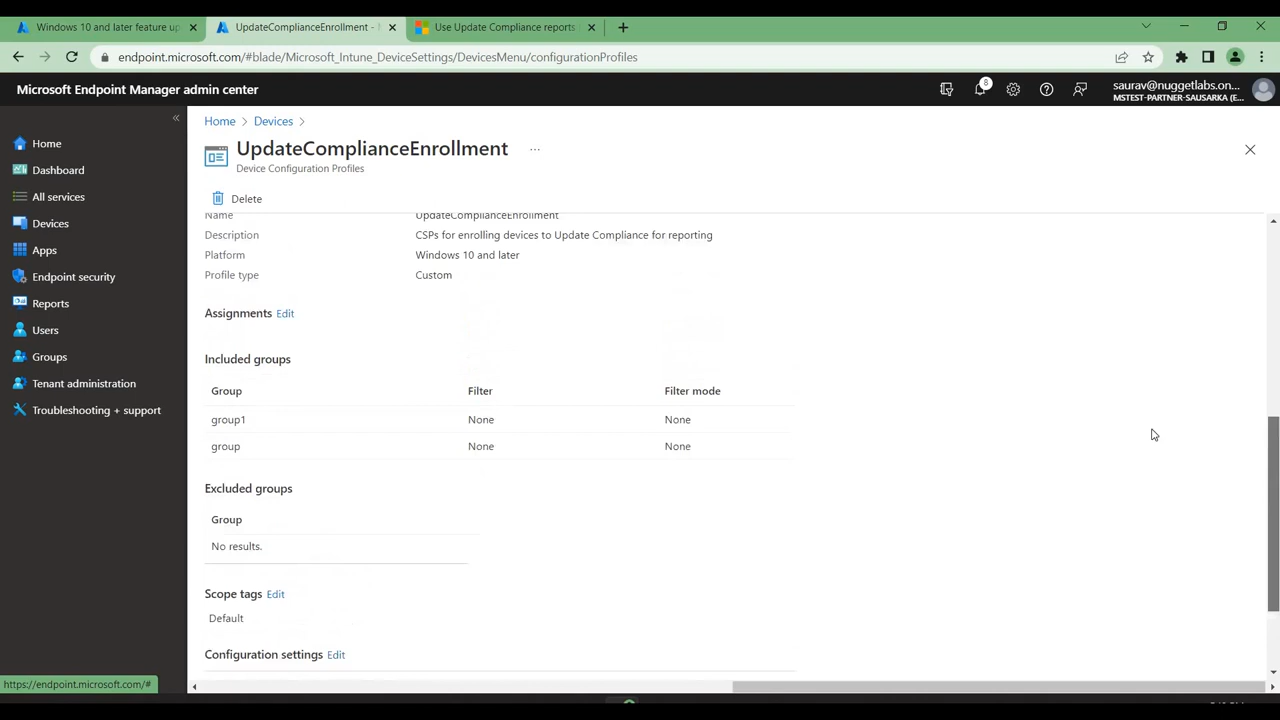 Windows 10 and later feature up
UpdateComplianceEnrollment - M
Use Update Compliance reports
endpoint.microsoft.com/#blade/Microsoft_Intune_DeviceSettings/DevicesMenu/configurationProfiles
Microsoft Endpoint Manager admin center
8
saurav@nuggetlabs.on...
MSTEST-PARTNER-SAUSARKA (E...
Home
Dashboard
All services
Devices
Apps
Endpoint security
Reports
Users
Groups
Tenant administration
Troubleshooting + support
Home > Devices >
UpdateComplianceEnrollment ...
Device Configuration Profiles
Delete
Name UpdateComplianceEnrollment
Description CSPs for enrolling devices to Update Compliance for reporting
Platform Windows 10 and later
Profile type Custom
Assignments Edit
Included groups
Group Filter Filter mode
group1 None None
group None None
Excluded groups
Group
No results.
Scope tags Edit
Default
Configuration settings Edit
https://endpoint.microsoft.com/#